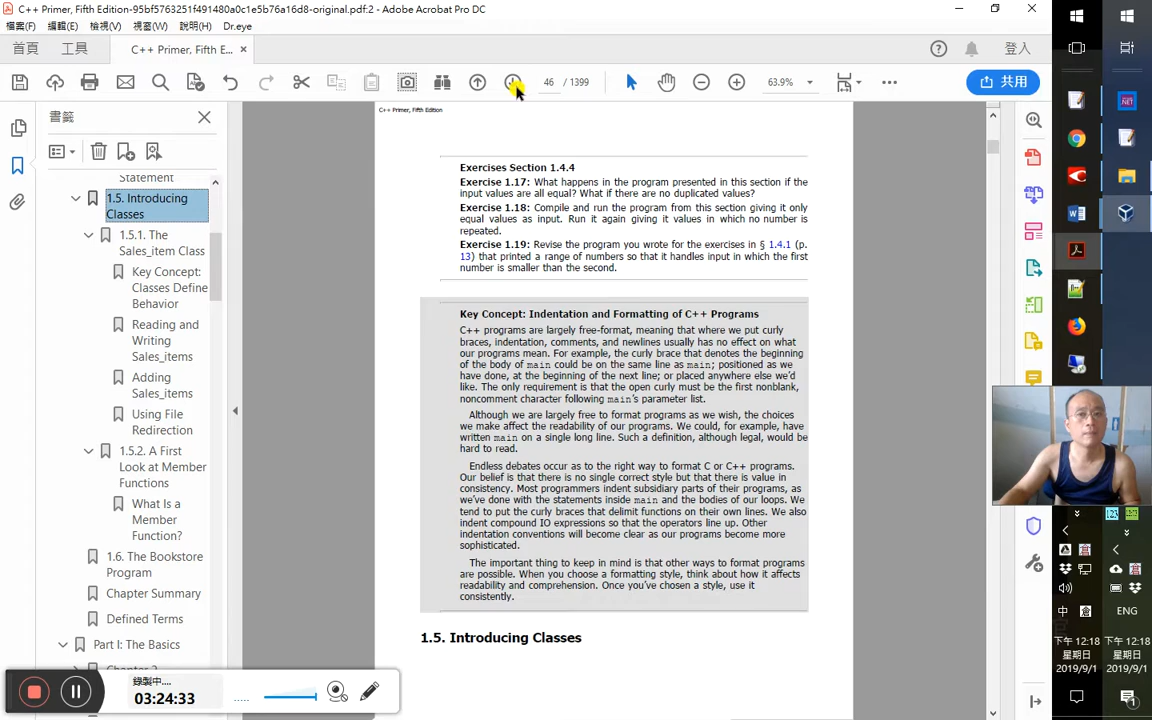 C++ Primer, Fifth Edition-95bf5763251f491480a0c1e5b76a16d8-original.pdf:2 - Adobe Acrobat Pro DC
檔案(F) 編輯(E) 檢視(V) 視窗(W) 說明(H) Dr.eye
首頁 工具 C++ Primer, Fifth E... × 登入
46 / 1399 63.9% 共用
書籤
Statement
1.5. Introducing
Classes
1.5.1. The
Sales_item Class
Key Concept:
Classes Define
Behavior
Reading and
Writing
Sales_items
Adding
Sales_items
Using File
Redirection
1.5.2. A First
Look at Member
Functions
What Is a
Member
Function?
1.6. The Bookstore
Program
Chapter Summary
Defined Terms
Part I: The Basics
Chapter 2
C++ Primer, Fifth Edition
Exercises Section 1.4.4
Exercise 1.17: What happens in the program presented in this section if the
input values are all equal? What if there are no duplicated values?
Exercise 1.18: Compile and run the program from this section giving it only
equal values as input. Run it again giving it values in which no number is
repeated.
Exercise 1.19: Revise the program you wrote for the exercises in § 1.4.1 (p.
13) that printed a range of numbers so that it handles input in which the first
number is smaller than the second.
Key Concept: Indentation and Formatting of C++ Programs
C++ programs are largely free-format, meaning that where we put curly
braces, indentation, comments, and newlines usually has no effect on what
our programs mean. For example, the curly brace that denotes the beginning
of the body of main could be on the same line as main; positioned as we
have done, at the beginning of the next line; or placed anywhere else we'd
like. The only requirement is that the open curly must be the first nonblank,
noncomment character following main's parameter list.
Although we are largely free to format programs as we wish, the choices
we make affect the readability of our programs. We could, for example, have
written main on a single long line. Such a definition, although legal, would be
hard to read.
Endless debates occur as to the right way to format C or C++ programs.
Our belief is that there is no single correct style but that there is value in
consistency. Most programmers indent subsidiary parts of their programs, as
we've done with the statements inside main and the bodies of our loops. We
tend to put the curly braces that delimit functions on their own lines. We also
indent compound IO expressions so that the operators line up. Other
indentation conventions will become clear as our programs become more
sophisticated.
The important thing to keep in mind is that other ways to format programs
are possible. When you choose a formatting style, think about how it affects
readability and comprehension. Once you've chosen a style, use it
consistently.
1.5. Introducing Classes
錄製中....
03:24:33
.....
中
ENG
下午 12:18
星期日
2019/9/1
下午 12:18
星期日
2019/9/1